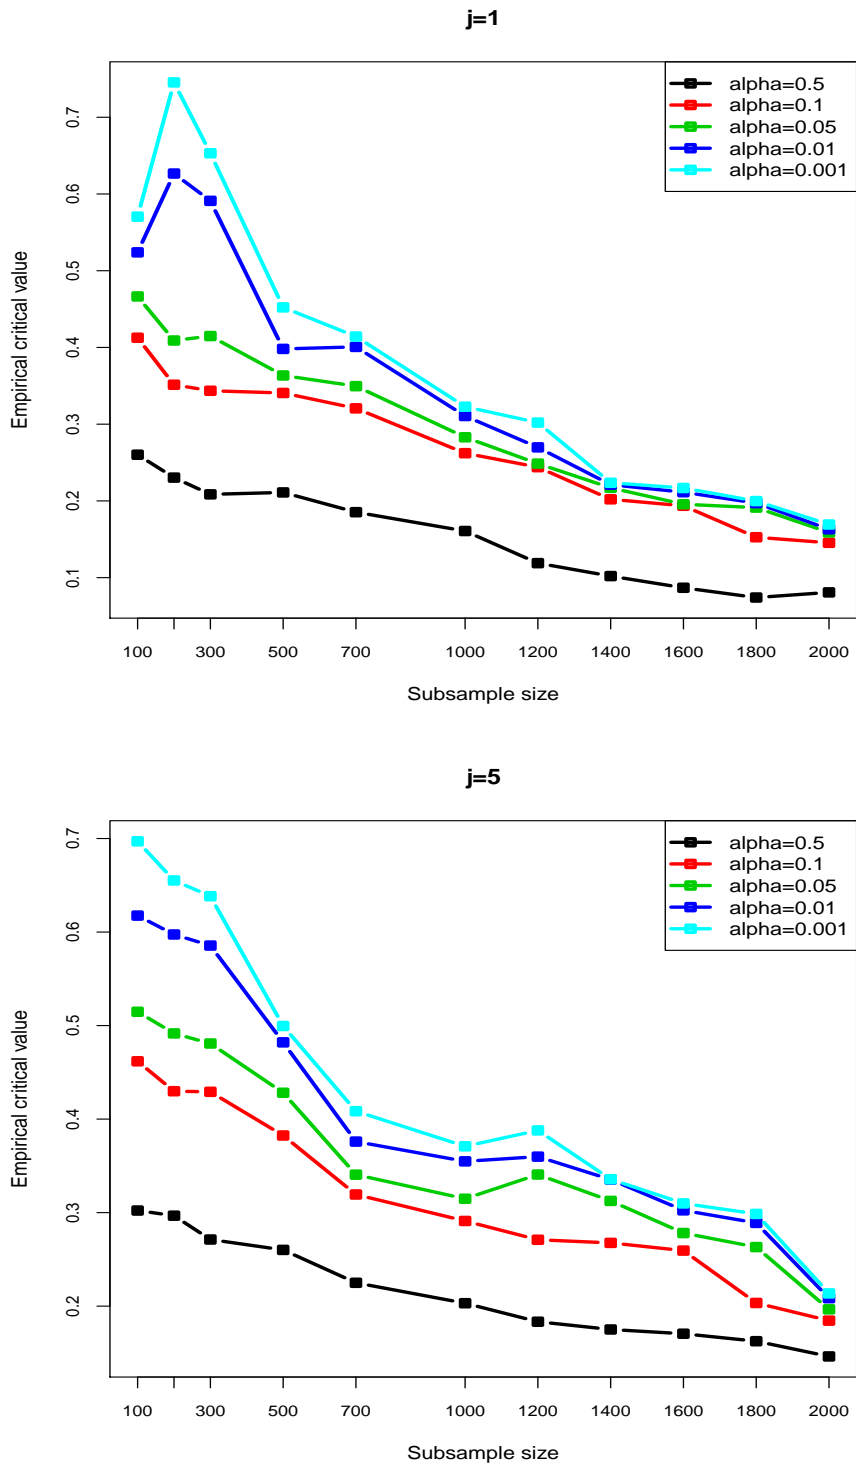 j=1
alpha=0.5
alpha=0.1
alpha=0.05
alpha=0.01
alpha=0.001
Empirical critical value
0.7
0.6
0.5
0.4
0.3
0.2
0.1
100 300 500 700 1000 1200 1400 1600 1800 2000
Subsample size
j=5
alpha=0.5
alpha=0.1
alpha=0.05
alpha=0.01
alpha=0.001
Empirical critical value
0.7
0.6
0.5
0.4
0.3
0.2
100 300 500 700 1000 1200 1400 1600 1800 2000
Subsample size